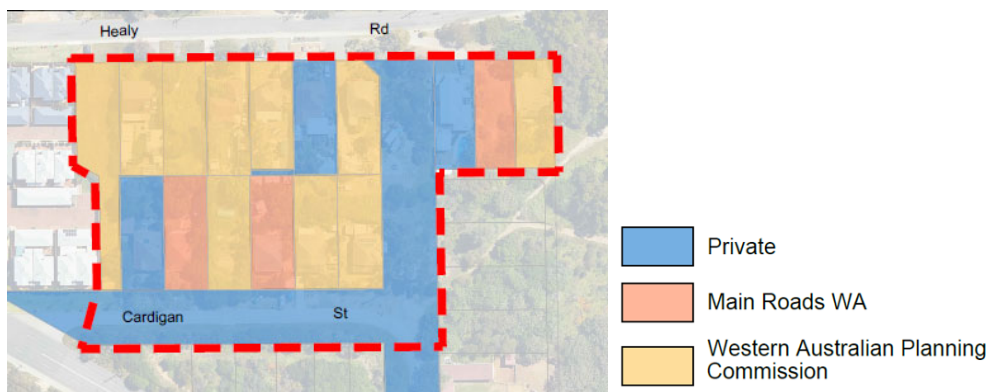 Healy Rd
Cardigan St
Private
Main Roads WA
Western Australian Planning
Commission